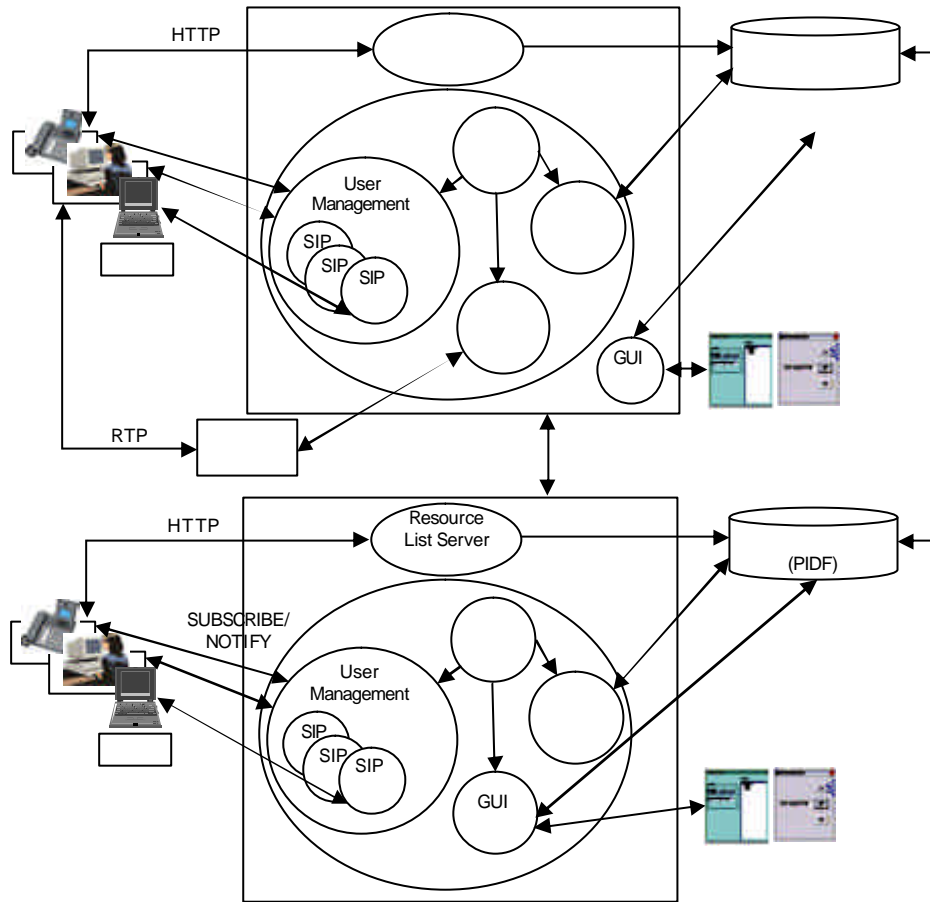 HTTP
User
Management
SIP
SIP
SIP
GUI
RTP
HTTP
Resource
List Server
(PIDF)
SUBSCRIBE/
NOTIFY
User
Management
SIP
SIP
SIP
GUI